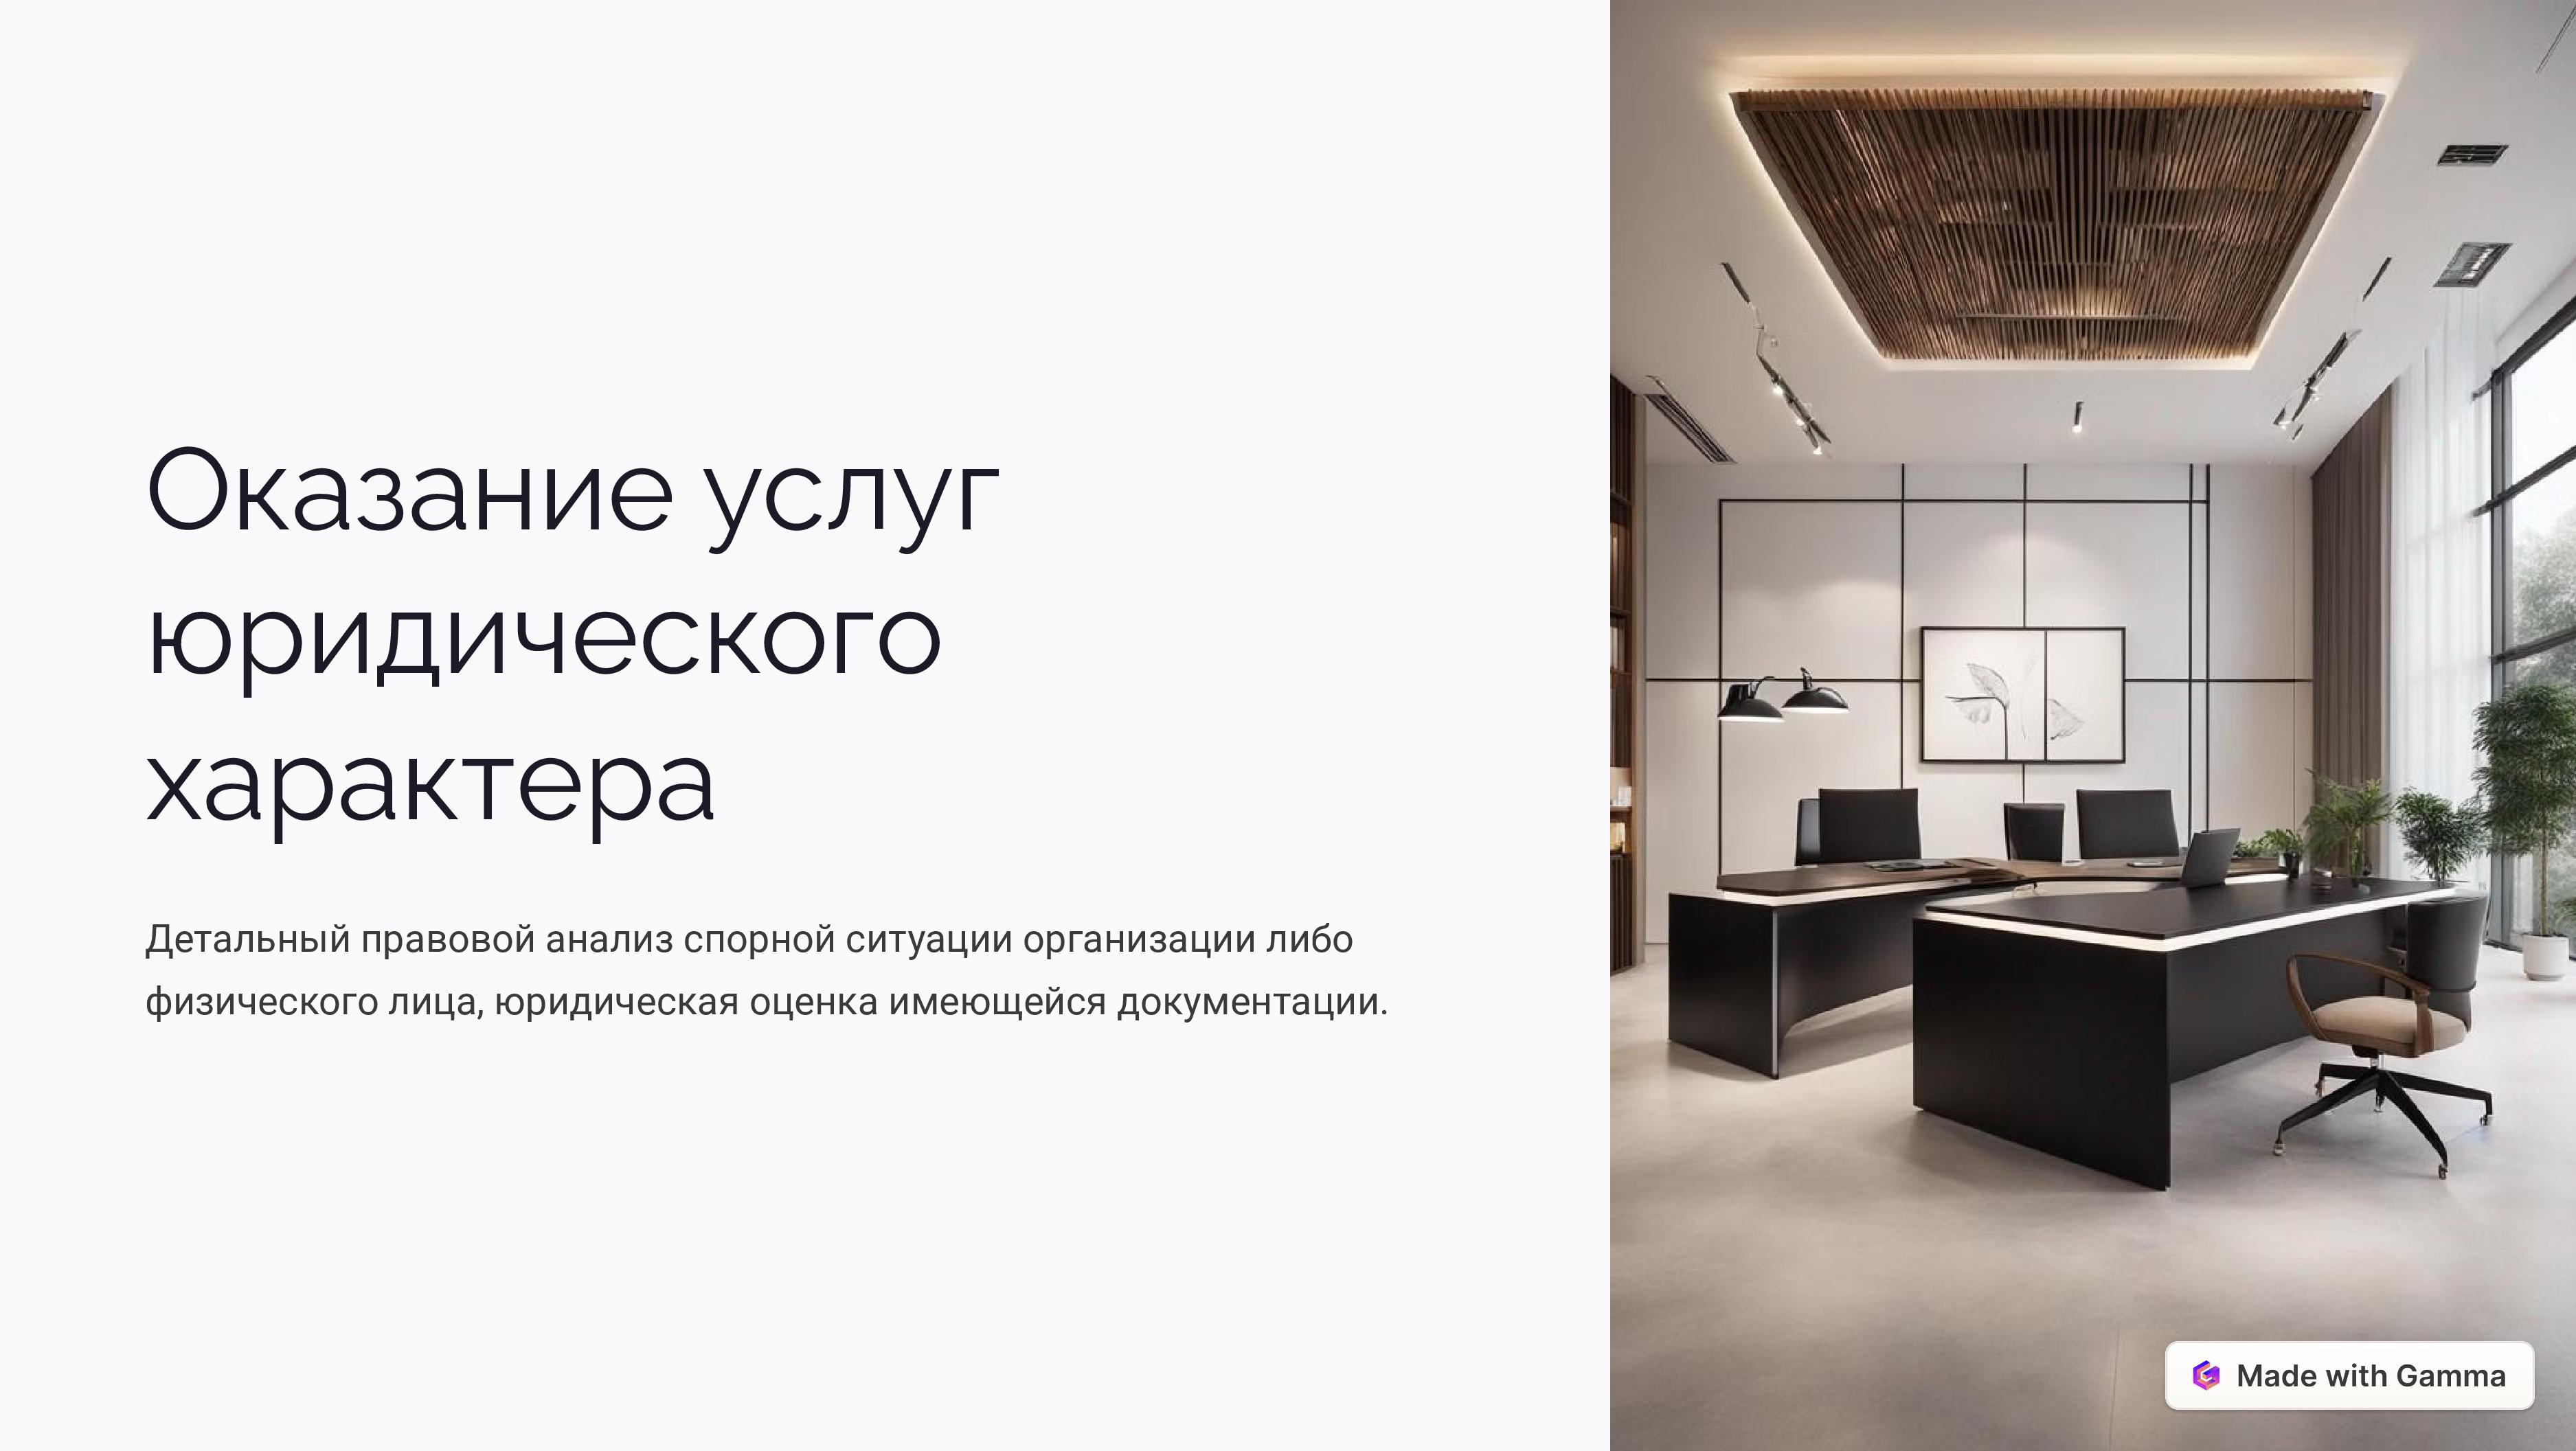 Оказание услуг
юридического
характера
Детальный правовой анализ спорной ситуации организации либо
физического лица, юридическая оценка имеющейся документации.
Made with Gamma